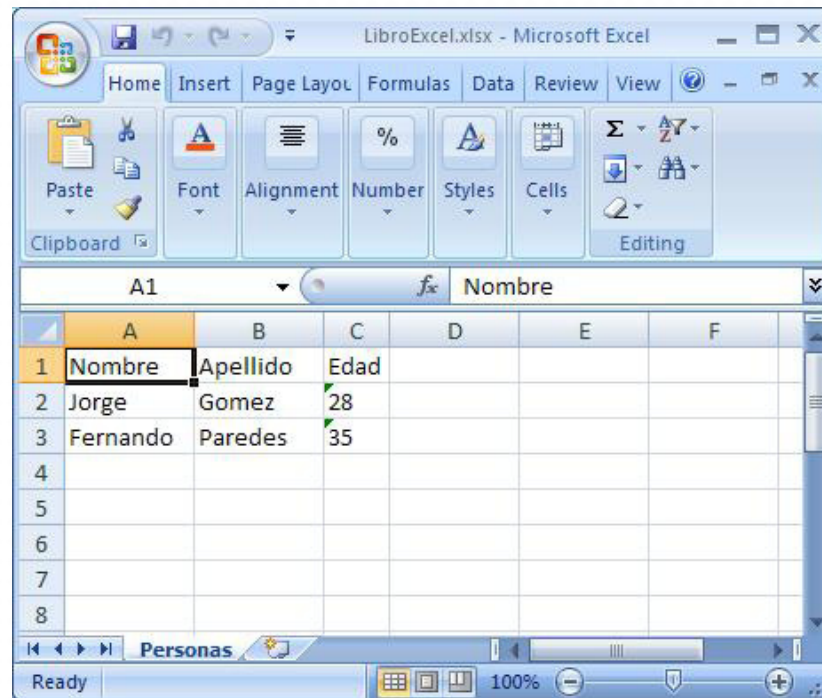 LibroExcel.xlsx - Microsoft Excel
Home Insert Page Layou Formulas Data Review View
Paste Font Alignment Number Styles Cells
Clipboard Editing
A1 fx Nombre
A B C D E F
1 Nombre Apellido Edad
2 Jorge Gomez 28
3 Fernando Paredes 35
4
5
6
7
8
Personas
Ready 100%